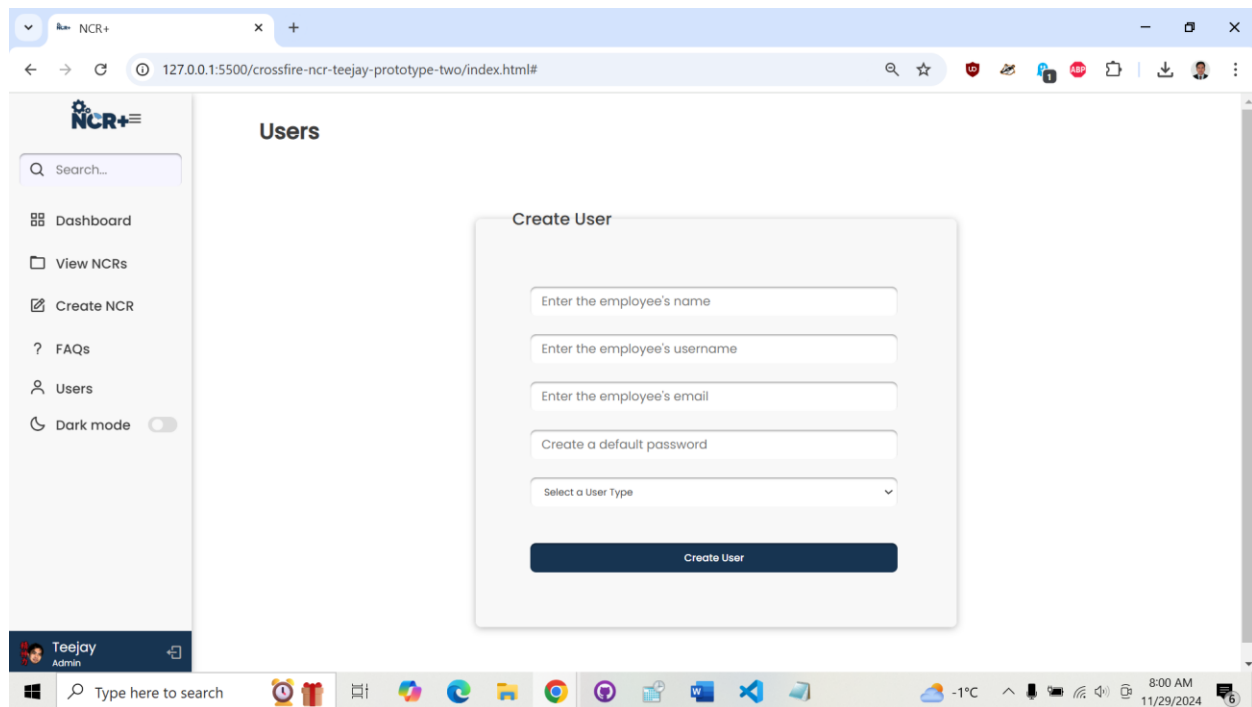 NCR+
127.0.0.1:5500/crossfire-ncr-teejay-prototype-two/index.html#
1
ABP
NCR+
Users
Search...
Dashboard
View NCRs
Create NCR
? FAQs
Users
Dark mode
Create User
Enter the employee's name
Enter the employee's username
Enter the employee's email
Create a default password
Select a User Type
Create User
Teejay
Admin
Type here to search
-1°C
8:00 AM
11/29/2024
6